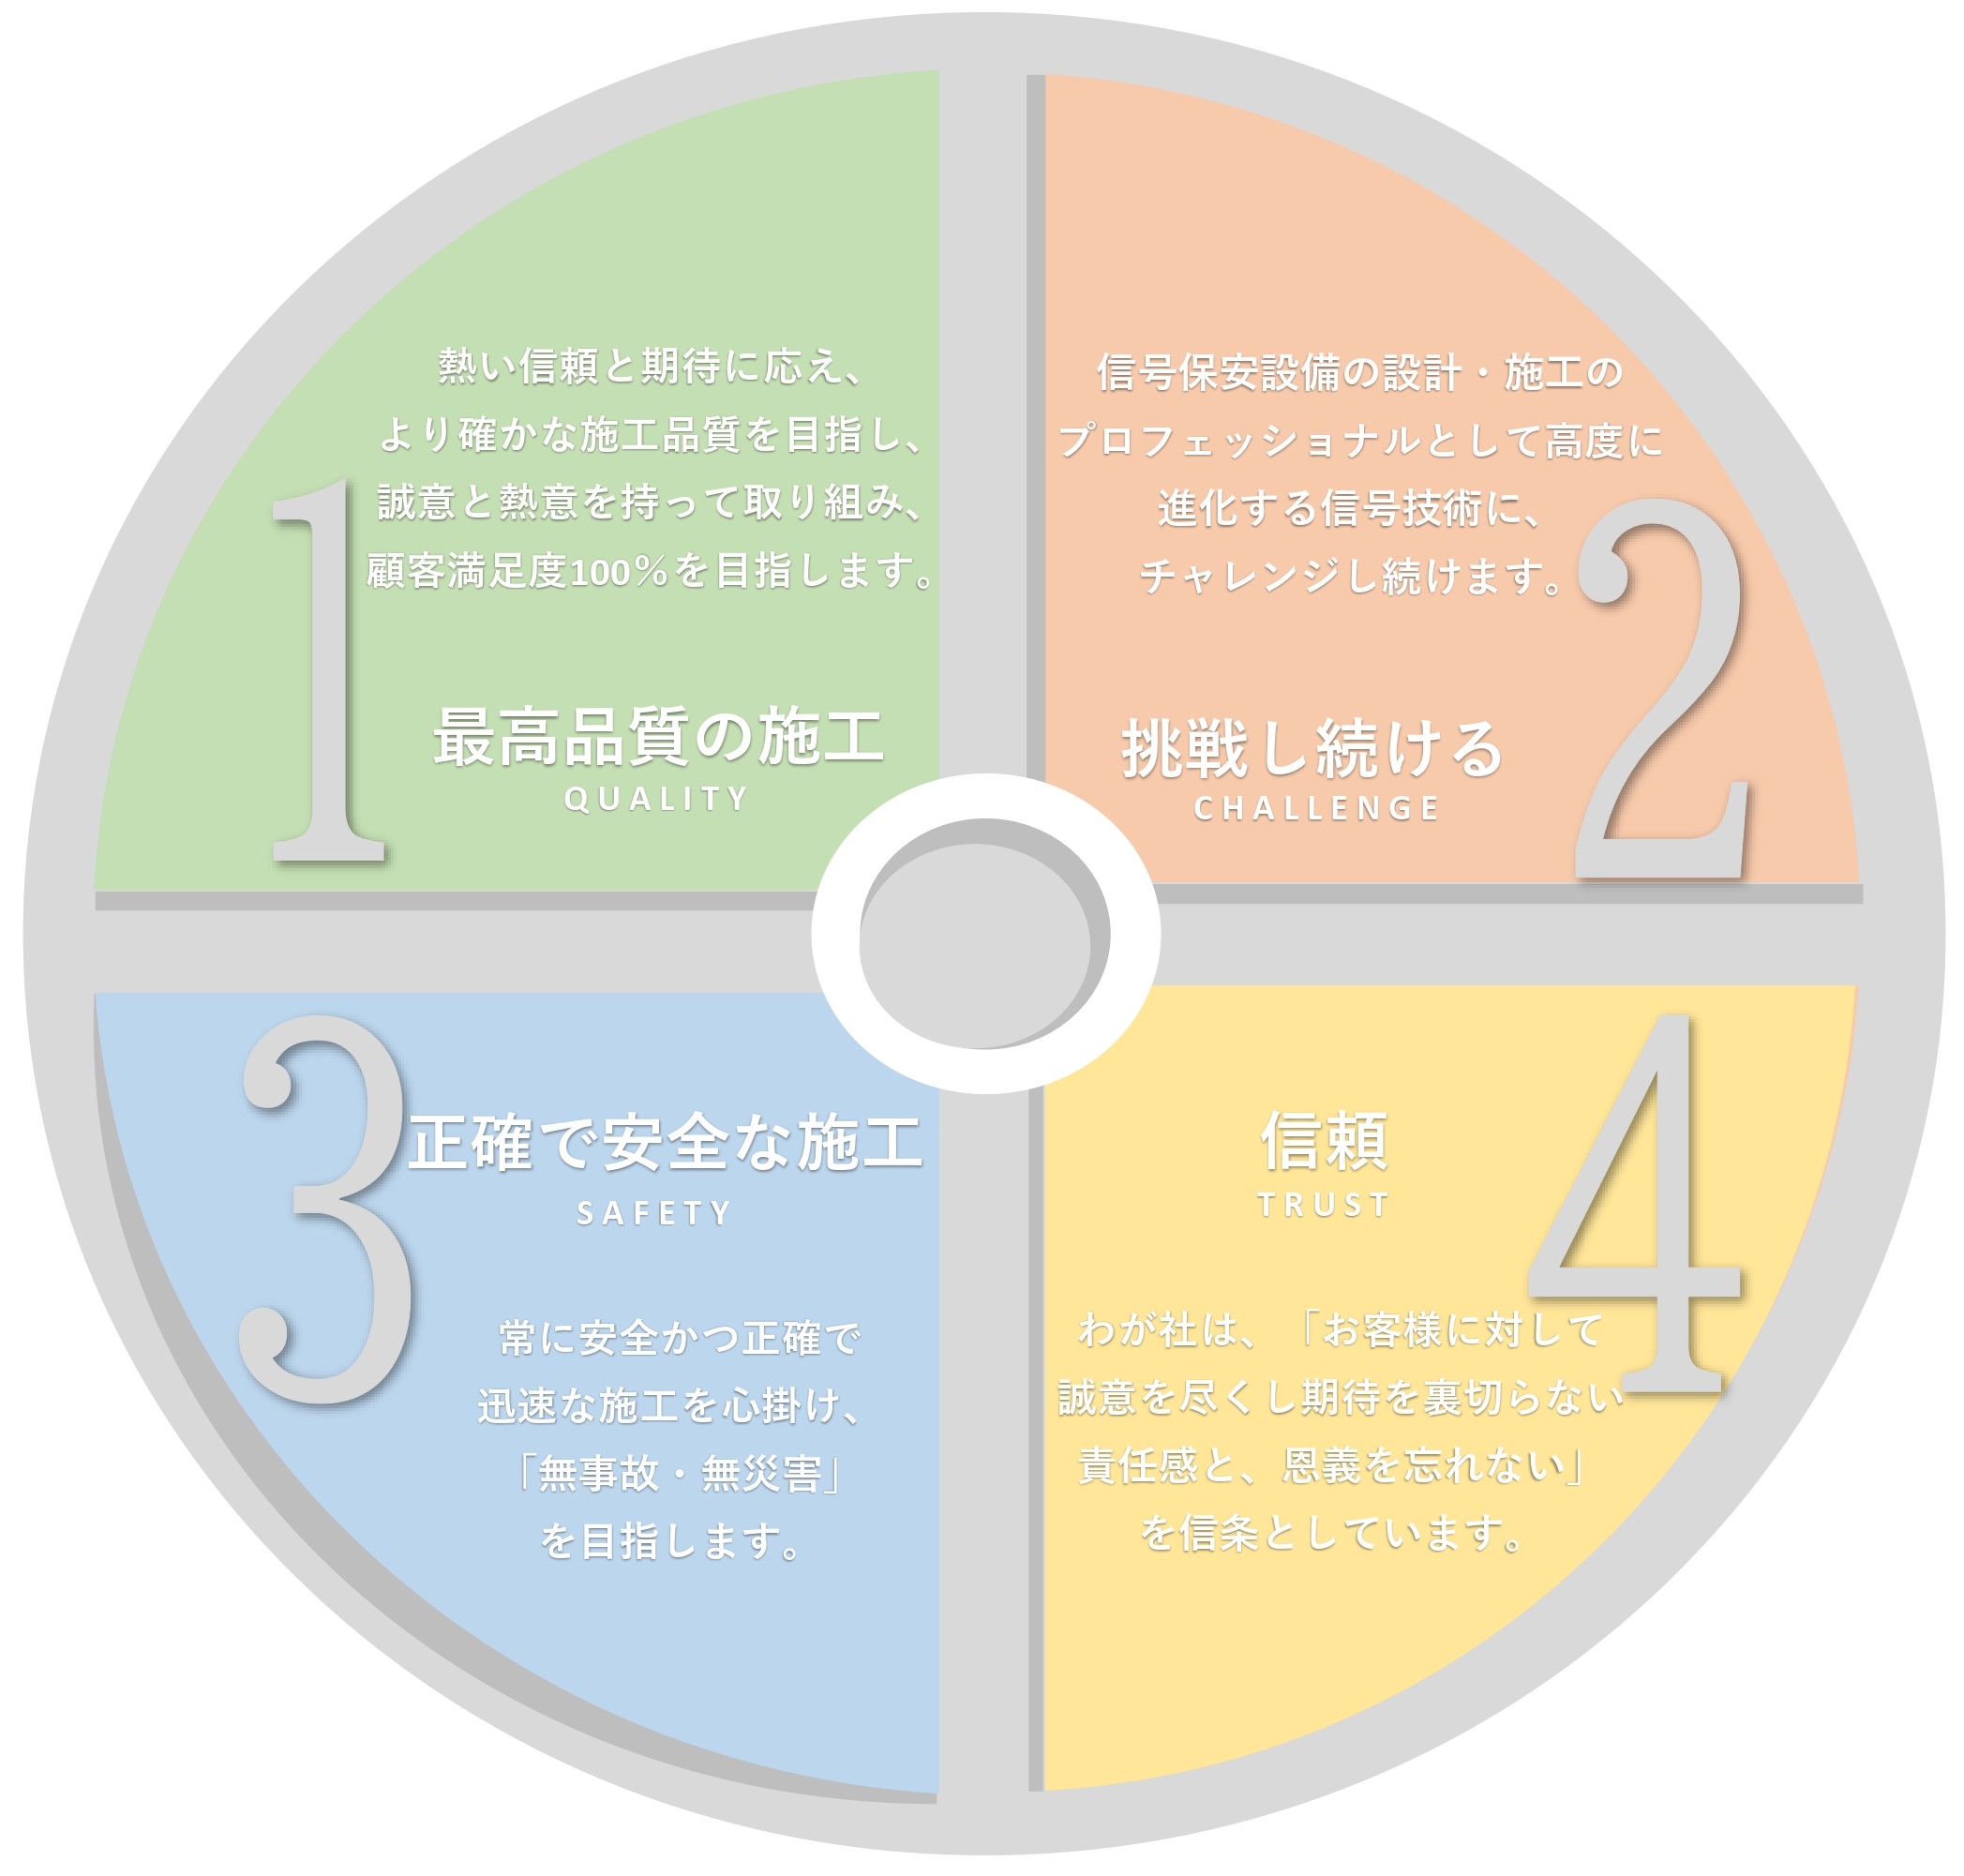 1
熱い信頼と期待に応え、
より確かな施工品質を目指し、
誠意と熱意を持って取り組み、
顧客満足度100％を目指します。
最高品質の施工
QUALITY
2
信号保安設備の設計・施工の
プロフェッショナルとして高度に
進化する信号技術に、
チャレンジし続けます。
挑戦し続ける
CHALLENGE
3
正確で安全な施工
SAFETY
常に安全かつ正確で
迅速な施工を心掛け、
「無事故・無災害」
を目指します。
4
信頼
TRUST
わが社は、「お客様に対して
誠意を尽くし期待を裏切らない
責任感と、恩義を忘れない」
を信条としています。